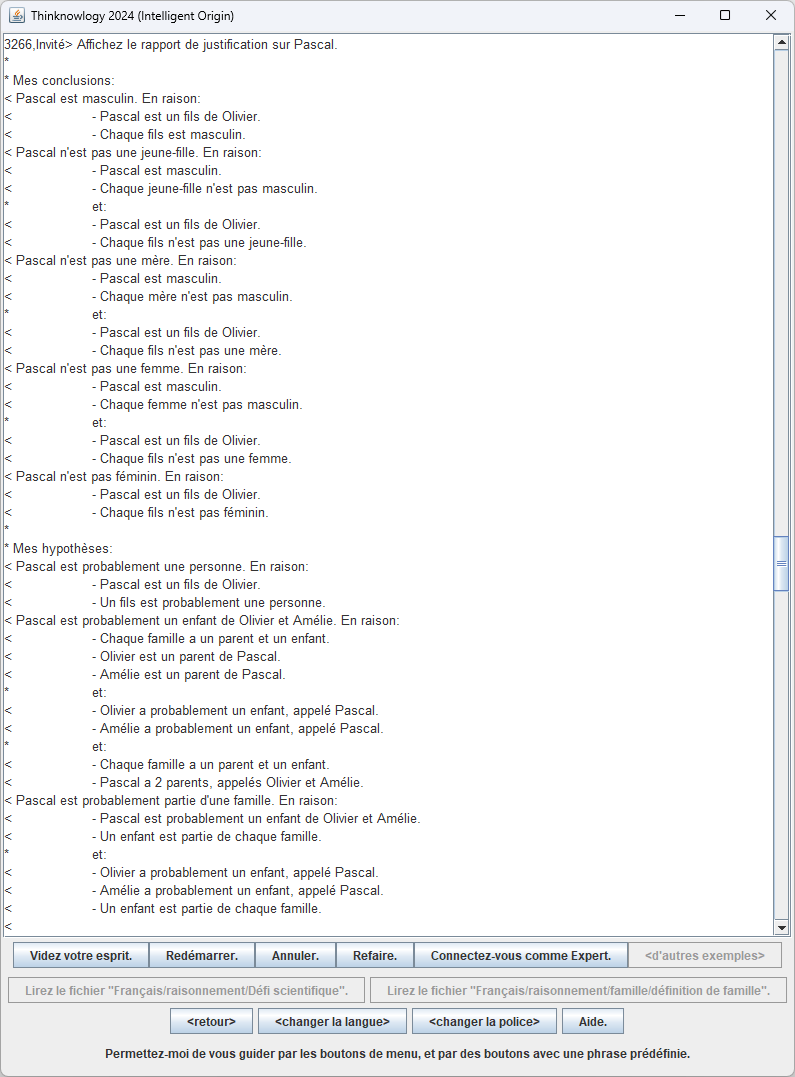 Thinknowlogy 2024 (Intelligent Origin)
3266,Invité> Affichez le rapport de justification sur Pascal.
*
* Mes conclusions:
< Pascal est masculin. En raison:
< - Pascal est un fils de Olivier.
< - Chaque fils est masculin.
< Pascal n'est pas une jeune-fille. En raison:
< - Pascal est masculin.
< - Chaque jeune-fille n'est pas masculin.
* et:
< - Pascal est un fils de Olivier.
< - Chaque fils n'est pas une jeune-fille.
< Pascal n'est pas une mère. En raison:
< - Pascal est masculin.
< - Chaque mère n'est pas masculin.
* et:
< - Pascal est un fils de Olivier.
< - Chaque fils n'est pas une mère.
< Pascal n'est pas une femme. En raison:
< - Pascal est masculin.
< - Chaque femme n'est pas masculin.
* et:
< - Pascal est un fils de Olivier.
< - Chaque fils n'est pas une femme.
< Pascal n'est pas féminin. En raison:
< - Pascal est un fils de Olivier.
< - Chaque fils n'est pas féminin.
*
* Mes hypothèses:
< Pascal est probablement une personne. En raison:
< - Pascal est un fils de Olivier.
< - Un fils est probablement une personne.
< Pascal est probablement un enfant de Olivier et Amélie. En raison:
< - Chaque famille a un parent et un enfant.
< - Olivier est un parent de Pascal.
< - Amélie est un parent de Pascal.
* et:
< - Olivier a probablement un enfant, appelé Pascal.
< - Amélie a probablement un enfant, appelé Pascal.
* et:
< - Chaque famille a un parent et un enfant.
< - Pascal a 2 parents, appelés Olivier et Amélie.
< Pascal est probablement partie d'une famille. En raison:
< - Pascal est probablement un enfant de Olivier et Amélie.
< - Un enfant est partie de chaque famille.
* et:
< - Olivier a probablement un enfant, appelé Pascal.
< - Amélie a probablement un enfant, appelé Pascal.
< - Un enfant est partie de chaque famille.
<
Videz votre esprit. Redémarrer. Annuler. Refaire. Connectez-vous comme Expert. <d'autres exemples>
Lirez le fichier "Français/raisonnement/Défi scientifique". Lirez le fichier "Français/raisonnement/famille/définition de famille".
<retour> <changer la langue> <changer la police> Aide.
Permettez-moi de vous guider par les boutons de menu, et par des boutons avec une phrase prédéfinie.